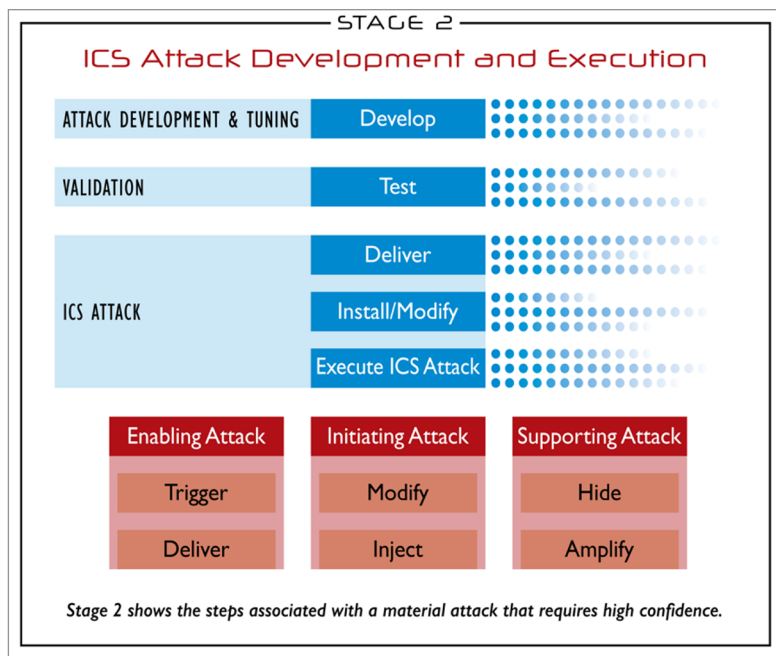 STAGE 2
ICS Attack Development and Execution
ATTACK DEVELOPMENT & TUNING
Develop
VALIDATION
Test
ICS ATTACK
Deliver
Install/Modify
Execute ICS Attack
Enabling Attack
Initiating Attack
Supporting Attack
Trigger
Modify
Hide
Deliver
Inject
Amplify
Stage 2 shows the steps associated with a material attack that requires high confidence.